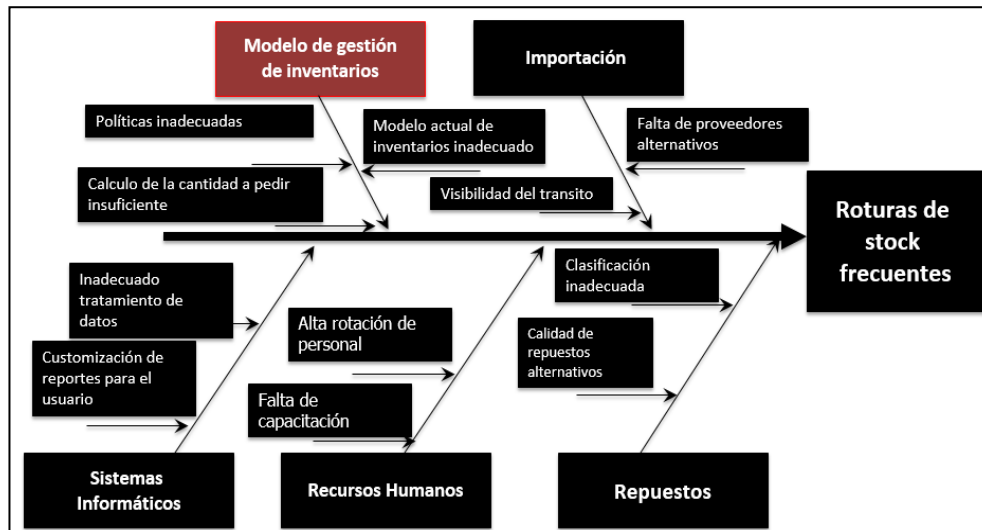 Modelo de gestión
de inventarios
Importación
Políticas inadecuadas
Modelo actual de
inventarios inadecuado
Falta de proveedores
alternativos
Calculo de la cantidad a pedir
insuficiente
Visibilidad del transito
Roturas de
stock
frecuentes
Inadecuado
tratamiento de
datos
Clasificación
inadecuada
Alta rotación de
personal
Calidad de
repuestos
alternativos
Customización de
reportes para el
usuario
Falta de
capacitación
Sistemas
Informáticos
Recursos Humanos
Repuestos